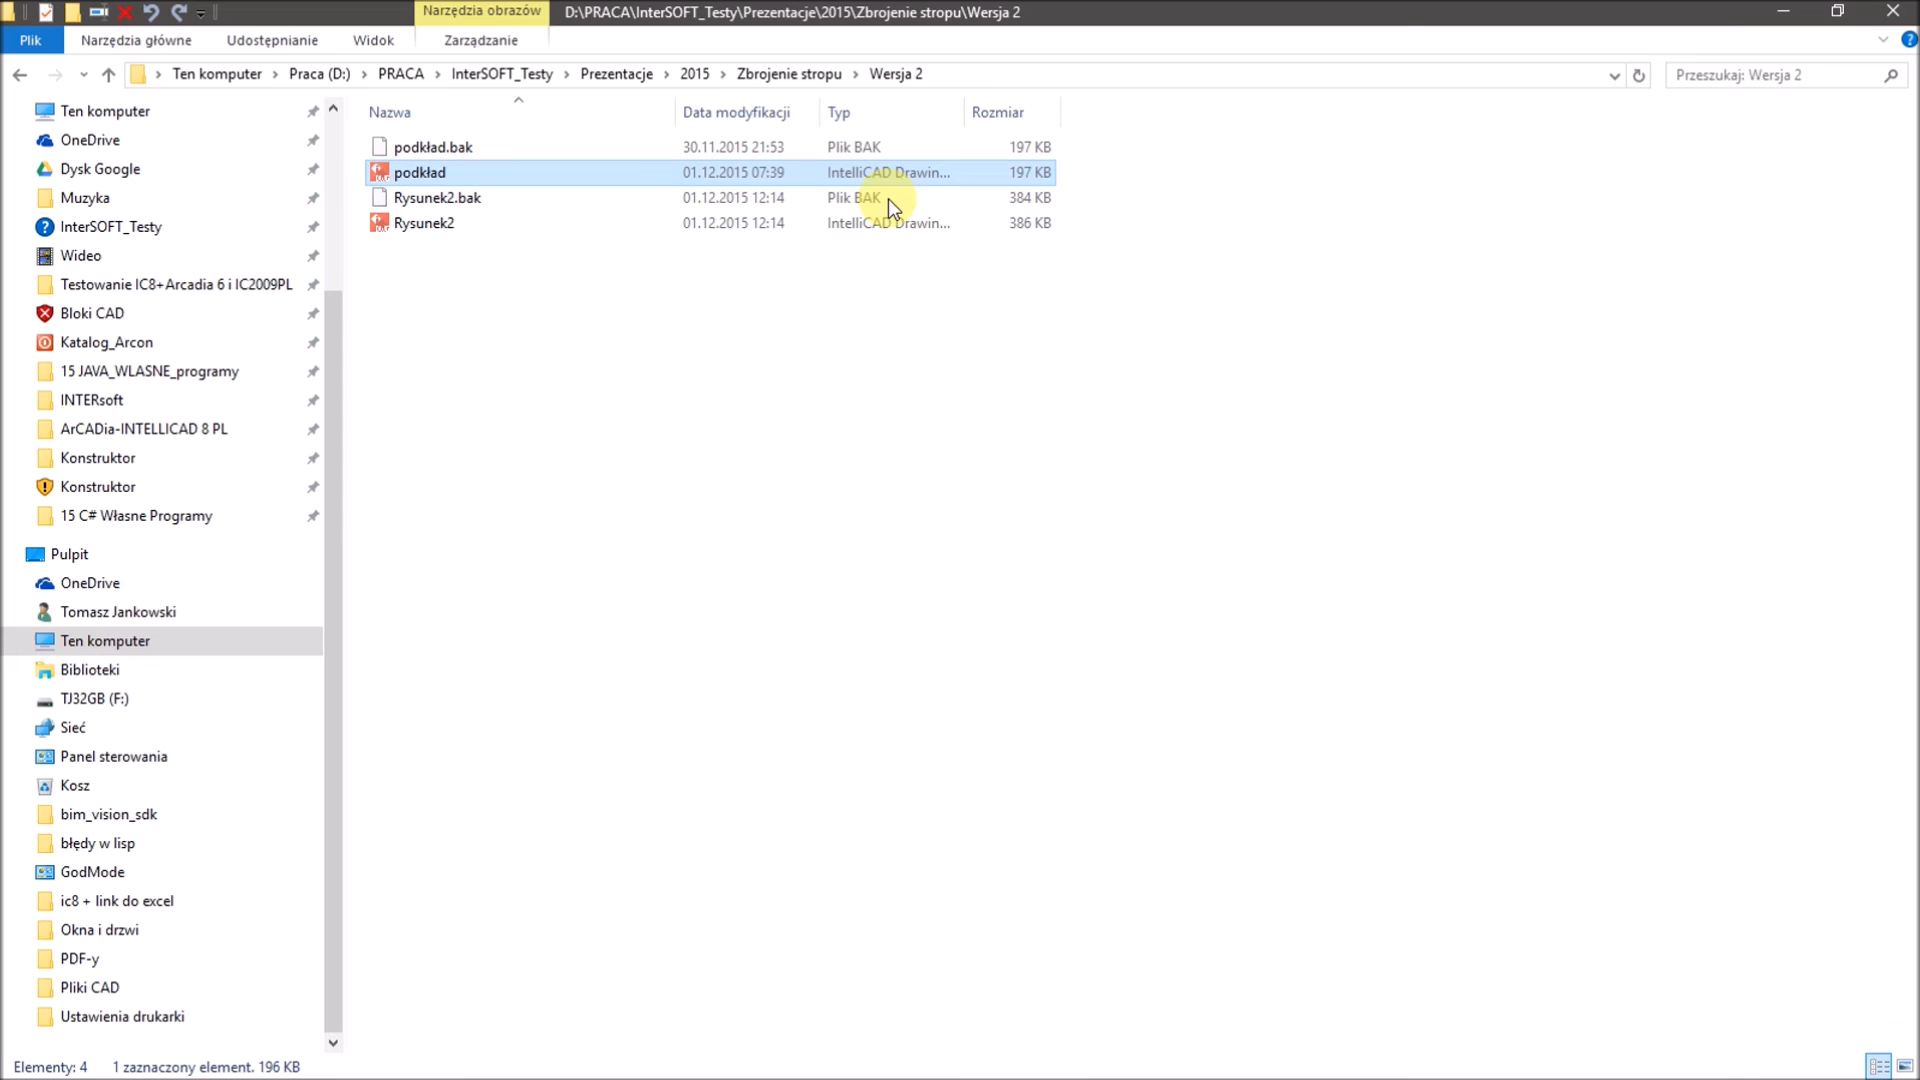 Narzędzia obrazów
D:\PRACA\InterSOFT_Testy\Prezentacje\2015\Zbrojenie stropu\Wersja 2
Plik Narzędzia główne Udostępnianie Widok Zarządzanie
Ten komputer Praca (D:) PRACA InterSOFT_Testy Prezentacje 2015 Zbrojenie stropu Wersja 2
Przeszukaj: Wersja 2
Ten komputer
OneDrive
Dysk Google
Muzyka
InterSOFT_Testy
Wideo
Testowanie IC8+Arcadia 6 i IC2009PL
Bloki CAD
Katalog_Arcon
15 JAVA_WLASNE_programy
INTERsoft
ArCADia-INTELLICAD 8 PL
Konstruktor
Konstruktor
15 C# Własne Programy
Pulpit
OneDrive
Tomasz Jankowski
Ten komputer
Biblioteki
TJ32GB (F:)
Sieć
Panel sterowania
Kosz
bim_vision_sdk
błędy w lisp
GodMode
ic8 + link do excel
Okna i drzwi
PDF-y
Pliki CAD
Ustawienia drukarki
Nazwa Data modyfikacji Typ Rozmiar
podkład.bak 30.11.2015 21:53 Plik BAK 197 KB
podkład 01.12.2015 07:39 IntelliCAD Drawin... 197 KB
Rysunek2.bak 01.12.2015 12:14 Plik BAK 384 KB
Rysunek2 01.12.2015 12:14 IntelliCAD Drawin... 386 KB
Elementy: 4 1 zaznaczony element. 196 KB